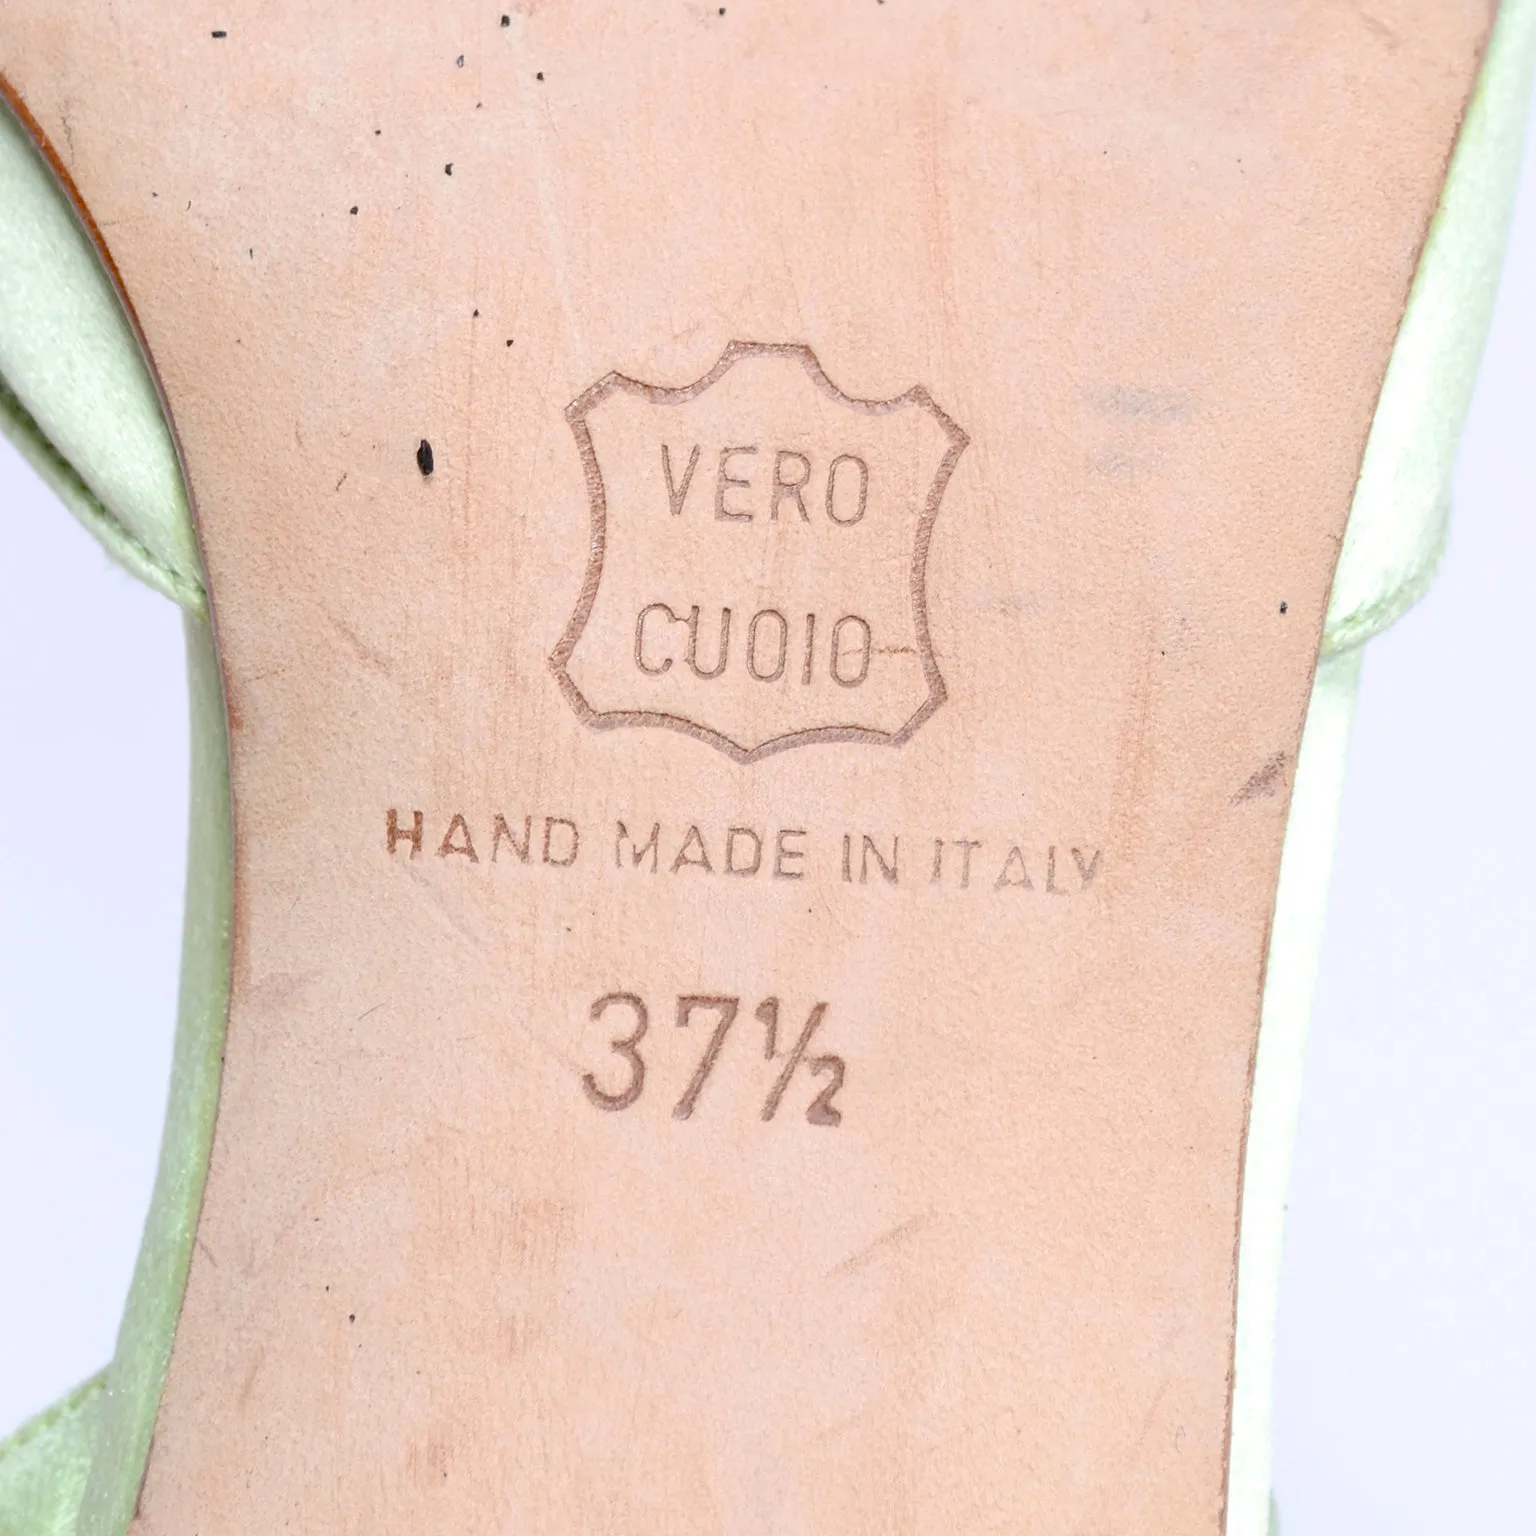 VERO
CUOIO
HAND MADE IN ITALY
37½